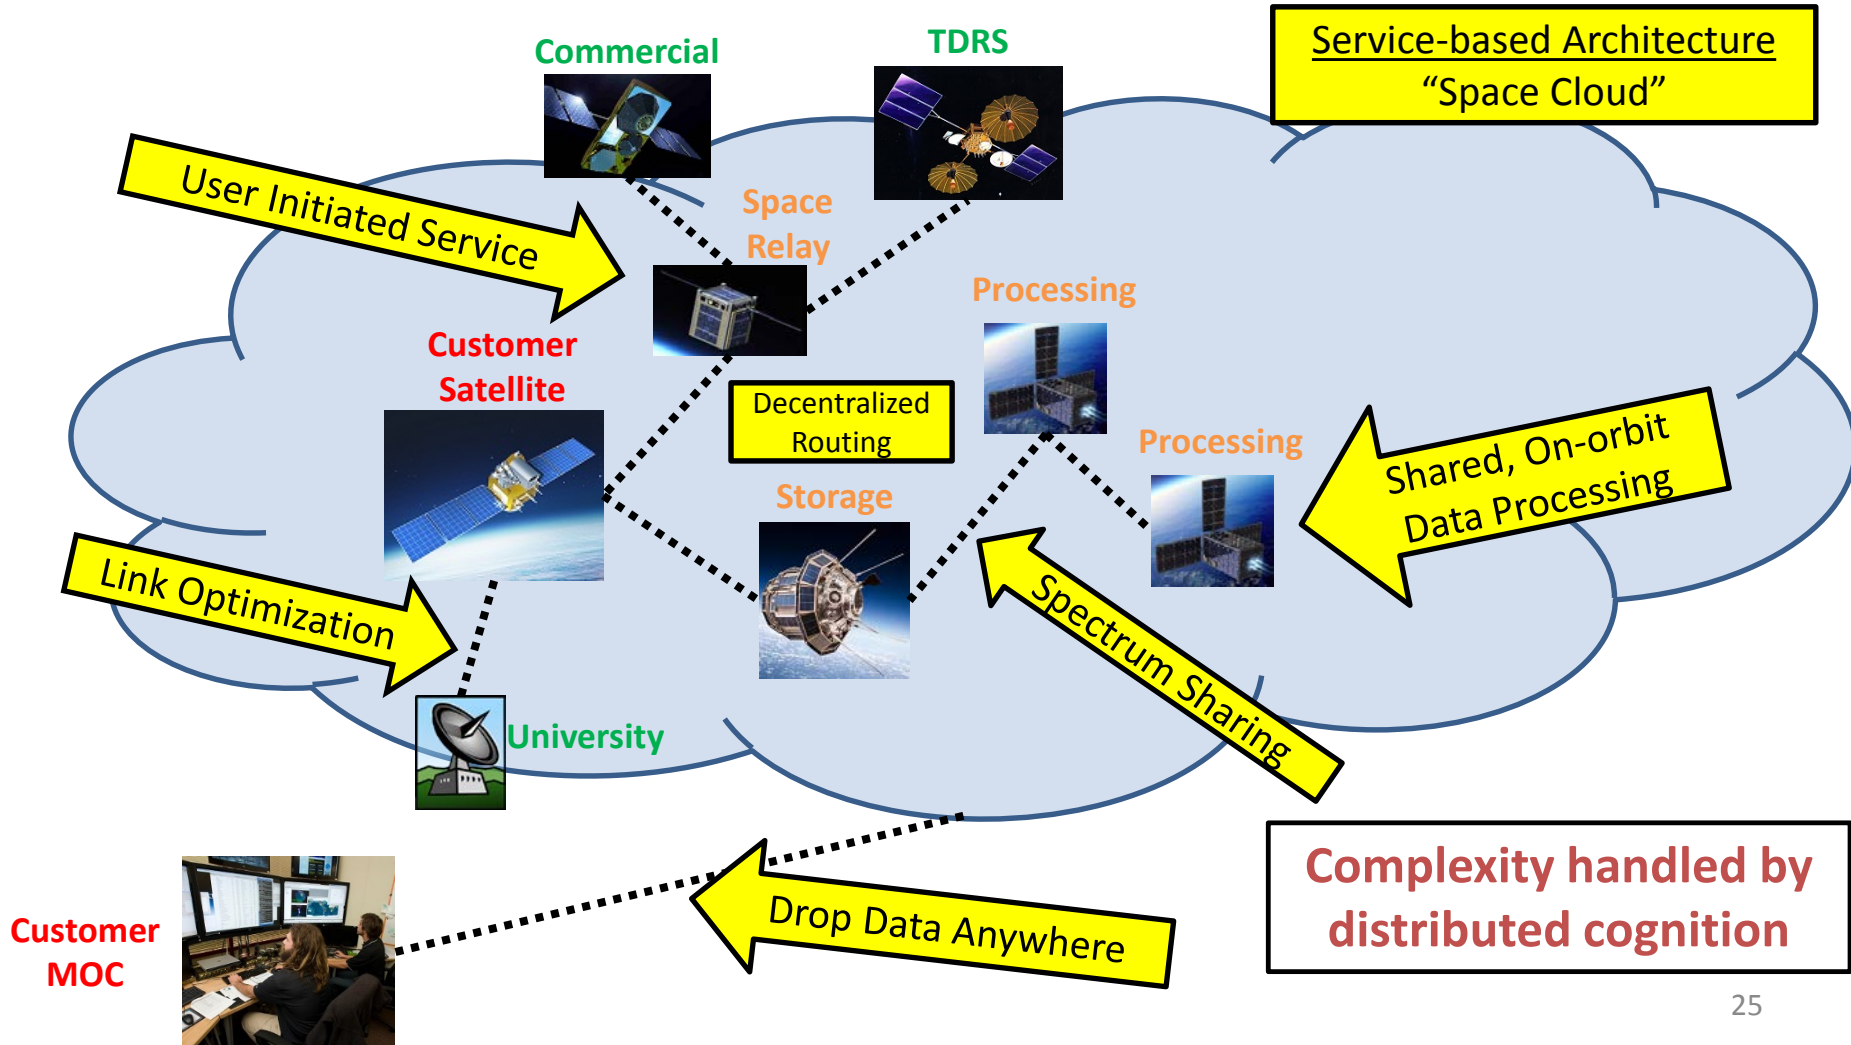 Commercial
TDRS
Service-based Architecture
“Space Cloud”
User Initiated Service
Space
Relay
Processing
Customer
Satellite
Decentralized
Routing
Processing
Shared, On-orbit
Data Processing
Storage
Link Optimization
Spectrum Sharing
University
Complexity handled by
distributed cognition
Drop Data Anywhere
Customer
MOC
25